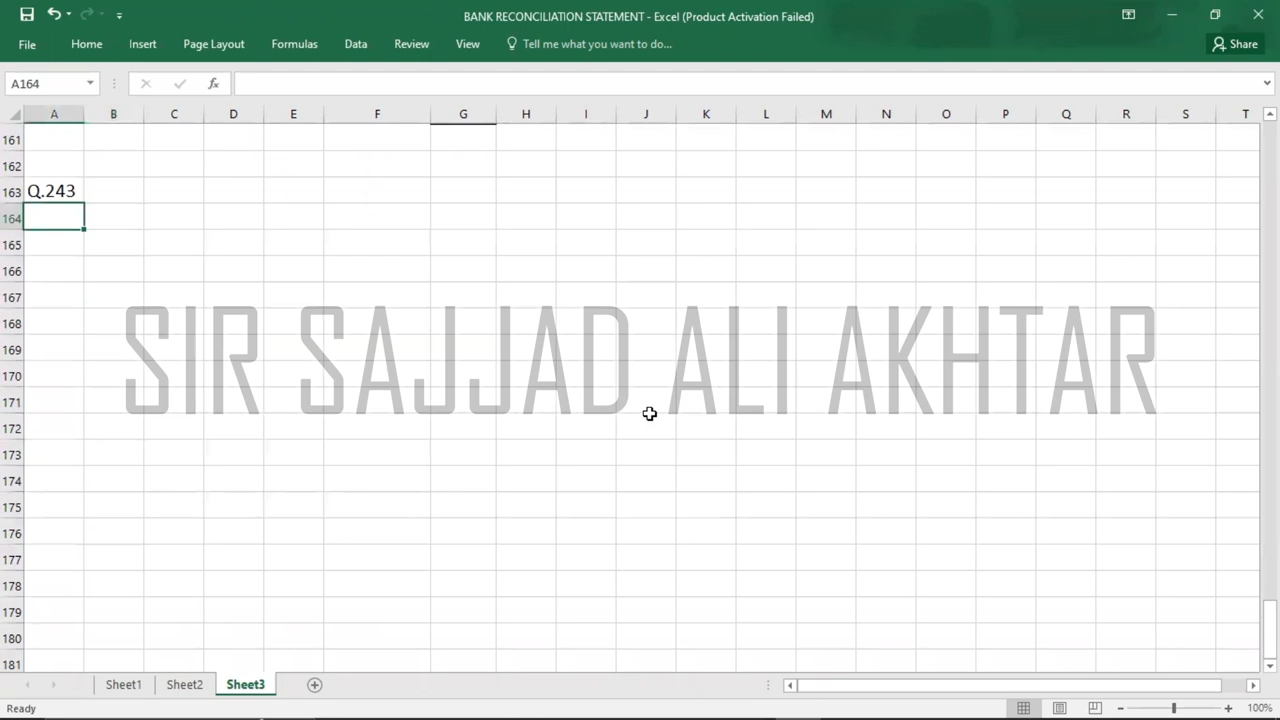 BANK RECONCILIATION STATEMENT - Excel (Product Activation Failed)
File Home Insert Page Layout Formulas Data Review View Tell me what you want to do... Share
A164 fx
A B C D E F G H I J K L M N O P Q R S T
161
162
163 Q.243
164
165
166
167
168
SIR SAJJAD ALI AKHTAR
169
170
171
172
173
174
175
176
177
178
179
180
181
Sheet1 Sheet2 Sheet3
Ready 100%